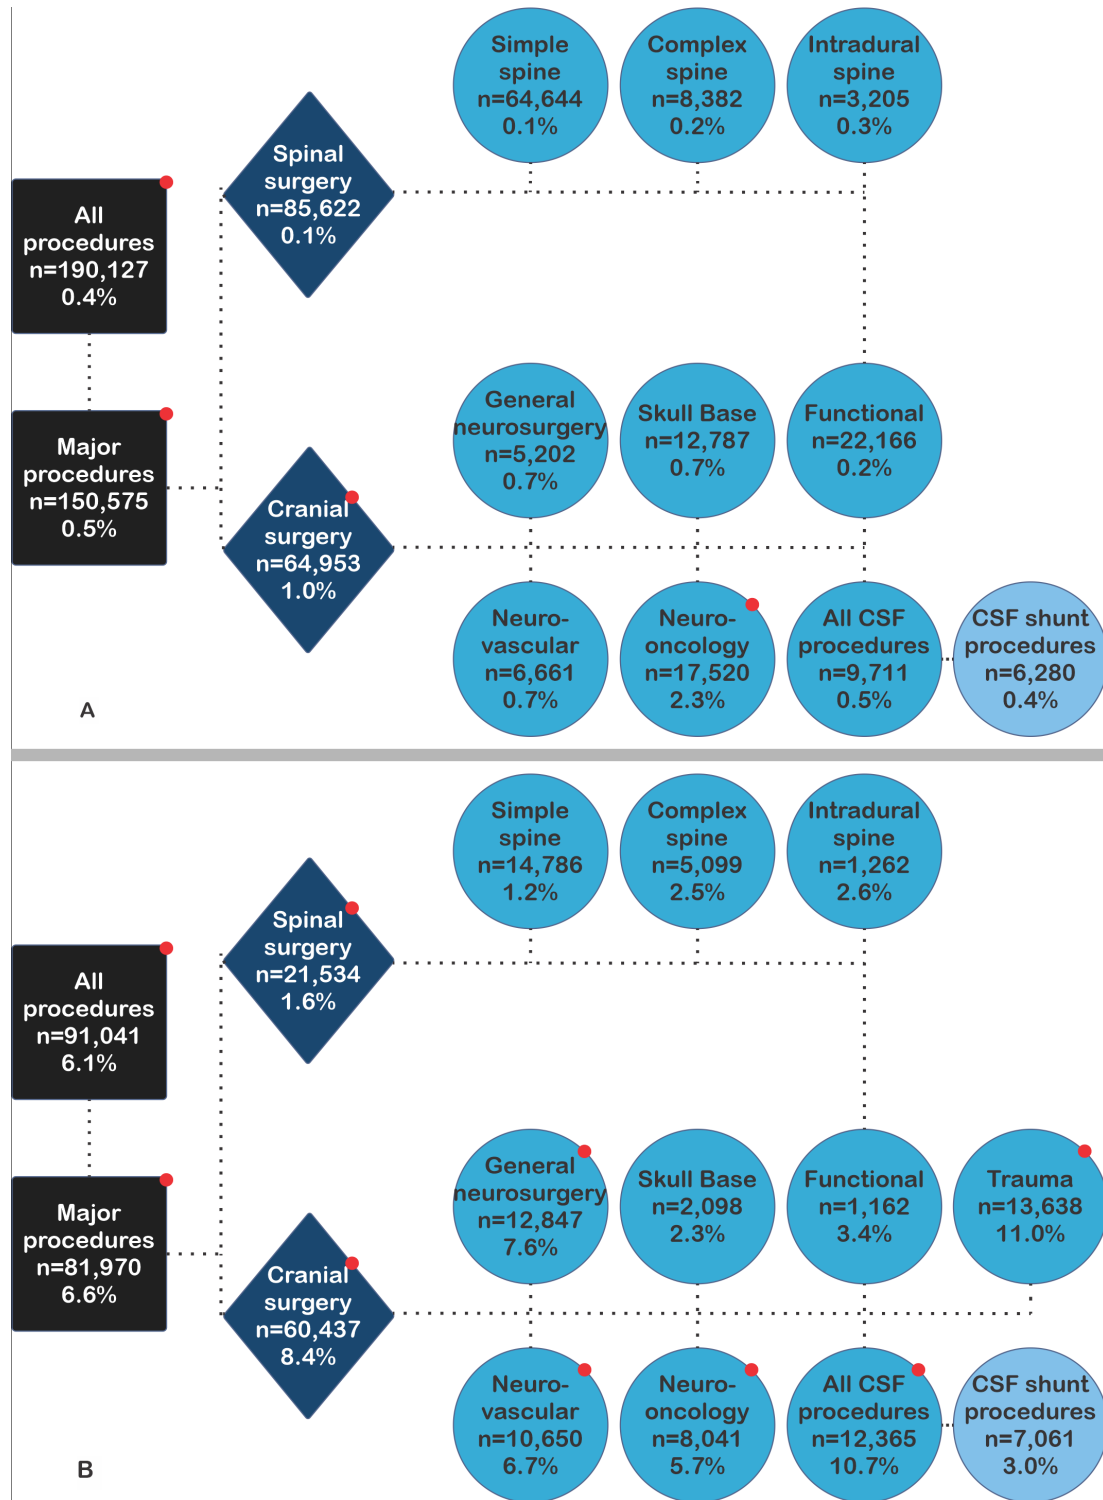 Simple
spine
n=64,644
0.1%
Complex
spine
n=8,382
0.2%
Intradural
spine
n=3,205
0.3%
Spinal
surgery
n=85,622
0.1%
All
procedures
n=190,127
0.4%
Major
procedures
n=150,575
0.5%
General
neurosurgery
n=5,202
0.7%
Skull Base
n=12,787
0.7%
Functional
n=22,166
0.2%
Cranial
surgery
n=64,953
1.0%
Neuro-
vascular
n=6,661
0.7%
Neuro-
oncology
n=17,520
2.3%
All CSF
procedures
n=9,711
0.5%
CSF shunt
procedures
n=6,280
0.4%
A
Simple
spine
n=14,786
1.2%
Complex
spine
n=5,099
2.5%
Intradural
spine
n=1,262
2.6%
Spinal
surgery
n=21,534
1.6%
All
procedures
n=91,041
6.1%
Major
procedures
n=81,970
6.6%
General
neurosurgery
n=12,847
7.6%
Skull Base
n=2,098
2.3%
Functional
n=1,162
3.4%
Trauma
n=13,638
11.0%
Cranial
surgery
n=60,437
8.4%
Neuro-
vascular
n=10,650
6.7%
Neuro-
oncology
n=8,041
5.7%
All CSF
procedures
n=12,365
10.7%
CSF shunt
procedures
n=7,061
3.0%
B